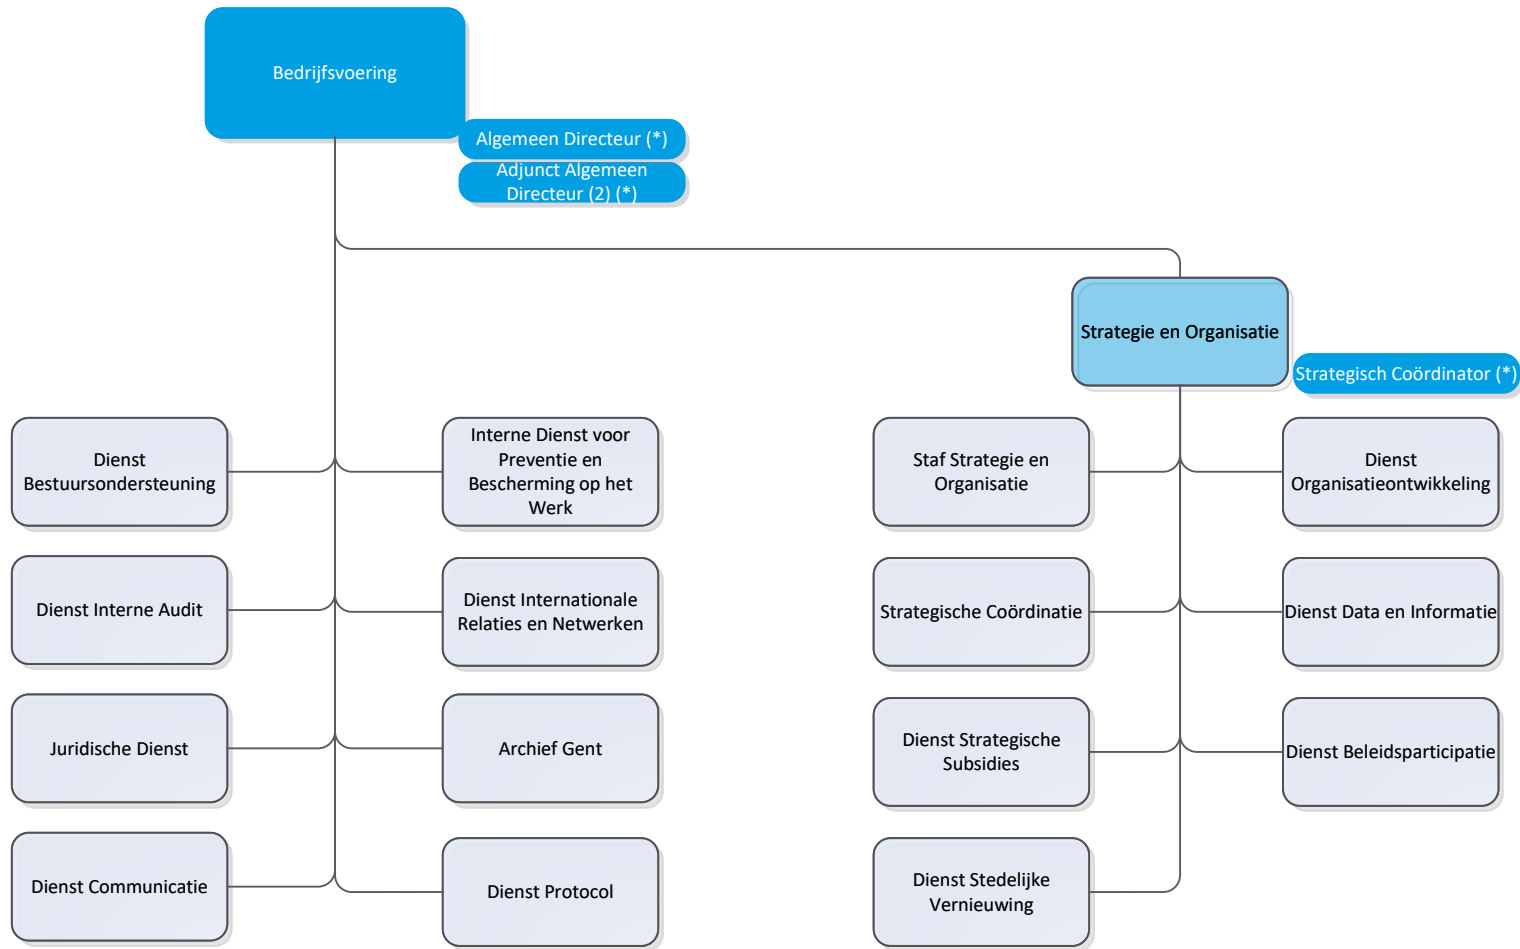 Bedrijfsvoering
Algemeen Directeur (*)
Adjunct Algemeen
Directeur (2) (*)
Strategie en Organisatie
Strategisch Coördinator (*)
Dienst
Bestuursondersteuning
Interne Dienst voor
Preventie en
Bescherming op het
Werk
Staf Strategie en
Organisatie
Dienst
Organisatieontwikkeling
Dienst Interne Audit
Dienst Internationale
Relaties en Netwerken
Strategische Coördinatie
Dienst Data en Informatie
Juridische Dienst
Archief Gent
Dienst Strategische
Subsidies
Dienst Beleidsparticipatie
Dienst Communicatie
Dienst Protocol
Dienst Stedelijke
Vernieuwing